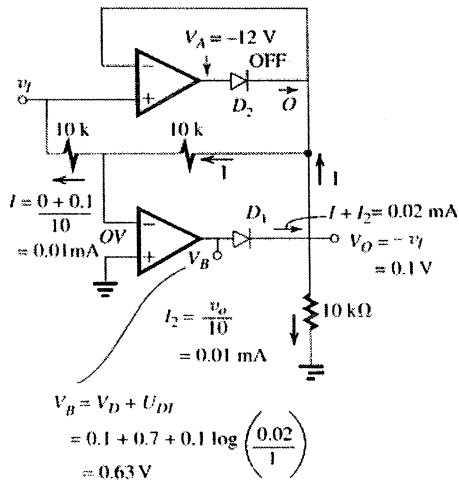 V_A = −12 V
OFF
−
+
D_2
O
v_I
10 k
10 k
I
I
I = (0 + 0.1)/10
= 0.01mA
OV
−
+
D_1
V_B
I + I_2 = 0.02 mA
V_O = − v_I
= 0.1 V
I_2 = v_o/10
= 0.01 mA
10 kΩ
V_B = V_D + U_DI
= 0.1 + 0.7 + 0.1 log (0.02/1)
= 0.63 V